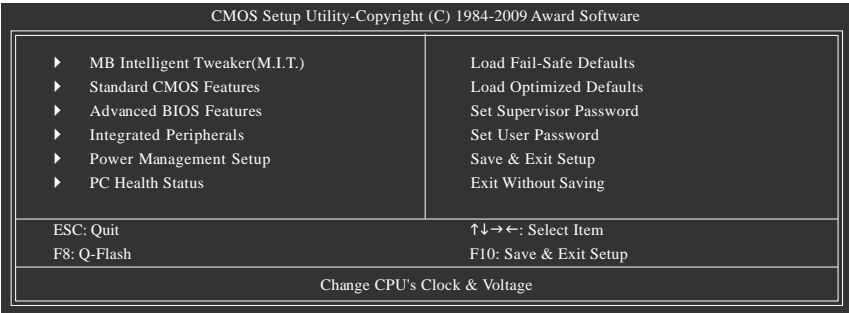 CMOS Setup Utility-Copyright (C) 1984-2009 Award Software
MB Intelligent Tweaker(M.I.T.)
Standard CMOS Features
Advanced BIOS Features
Integrated Peripherals
Power Management Setup
PC Health Status
Load Fail-Safe Defaults
Load Optimized Defaults
Set Supervisor Password
Set User Password
Save & Exit Setup
Exit Without Saving
ESC: Quit
F8: Q-Flash
↑↓→←: Select Item
F10: Save & Exit Setup
Change CPU's Clock & Voltage